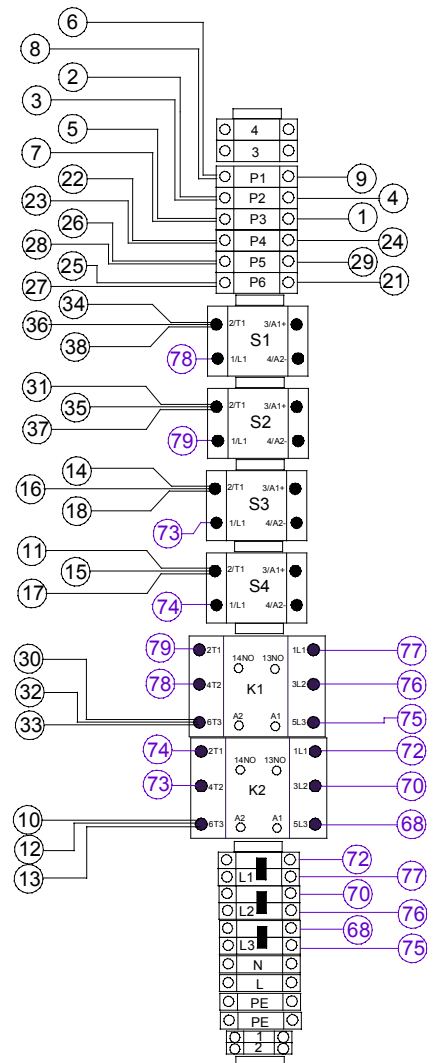 6
8
2
3
4
5
3
7
P1
9
22
P2
4
23
P3
1
26
P4
24
28
P5
29
25
P6
21
27
34
36
2/T1 3/A1+
38
S1
78
1/L1 4/A2-
31
35
2/T1 3/A1+
37
S2
79
1/L1 4/A2-
14
16
2/T1 3/A1+
18
S3
73
1/L1 4/A2-
11
15
2/T1 3/A1+
17
S4
74
1/L1 4/A2-
79
2T1
14NO 13NO
1L1
77
78
4T2
K1
3L2
76
30
32
6T3
A2 A1
5L3
75
33
74
2T1
14NO 13NO
1L1
72
73
4T2
K2
3L2
70
10
6T3
A2 A1
5L3
68
12
13
72
L1
77
70
L2
76
68
L3
75
N
L
PE
PE
1
2